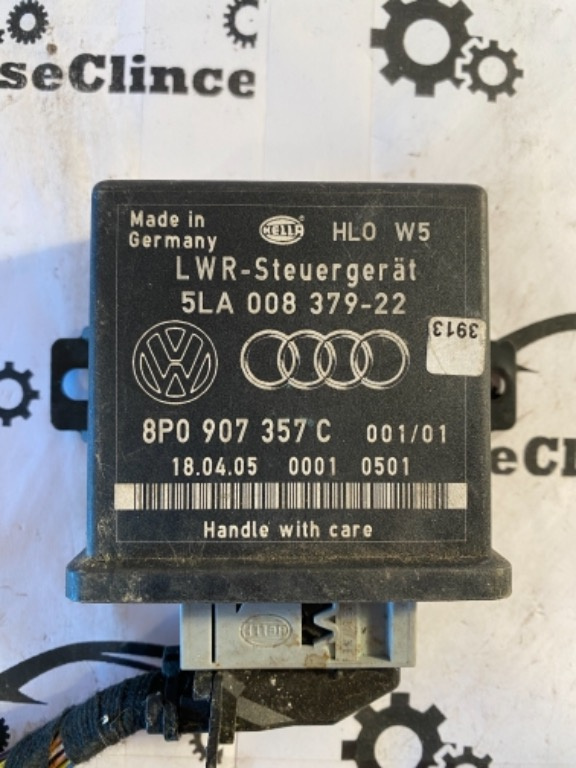 seClince
Made in
Germany
HELLA ® HLO W5
LWR-Steuergerät
5LA 008 379-22
3913
8P0 907 357 C 001/01
18.04.05 0001 0501
Handle with care
HELLA
eClin